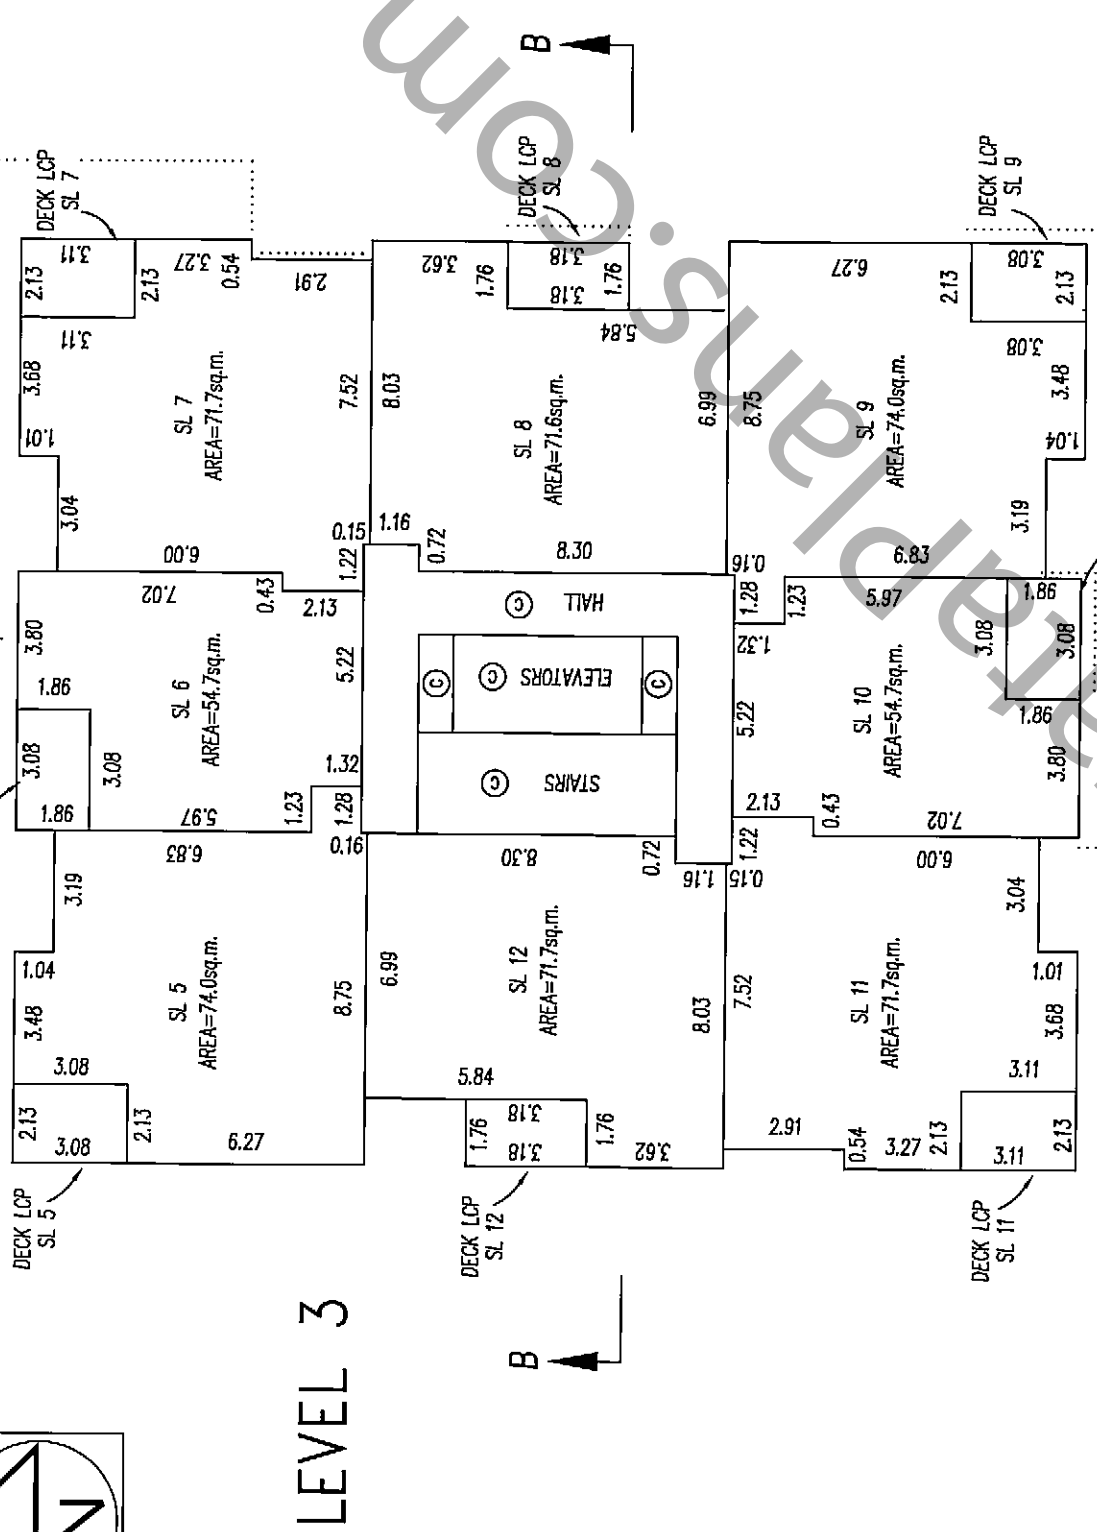 LEVEL 3
B
B
DECK LCP
SL 5
DECK LCP
SL 12
DECK LCP
SL 11
DECK LCP
SL 7
DECK LCP
SL 8
DECK LCP
SL 9
SL 5
AREA=74.0sq.m.
3.08
2.13
3.08
2.13
3.48
1.04
3.19
6.83
0.16
8.75
6.27
SL 6
AREA=54.7sq.m.
1.86
3.08
1.86
3.08
3.80
7.02
0.43
2.13
5.22
1.32
1.28
1.23
5.97
SL 7
AREA=71.7sq.m.
1.01
3.68
3.11
2.13
3.11
2.13
3.27
0.54
2.91
7.52
0.15
1.22
6.00
3.04
SL 8
AREA=71.6sq.m.
8.03
3.62
1.76
3.18
3.18
1.76
5.84
6.99
8.30
0.72
1.16
SL 9
AREA=74.0sq.m.
8.75
6.27
2.13
3.08
2.13
3.08
3.48
1.04
3.19
6.83
0.16
SL 10
AREA=54.7sq.m.
1.28
1.23
1.32
5.22
5.97
3.08
1.86
3.08
1.86
3.80
7.02
0.43
2.13
SL 11
AREA=71.7sq.m.
1.22
0.15
7.52
2.91
0.54
3.27
2.13
3.11
3.11
2.13
3.68
1.01
3.04
6.00
SL 12
AREA=71.7sq.m.
6.99
5.84
1.76
3.18
3.18
1.76
3.62
8.03
1.16
0.72
8.30
HALL
C
ELEVATORS
C
C
C
STAIRS
C
tatplans.com